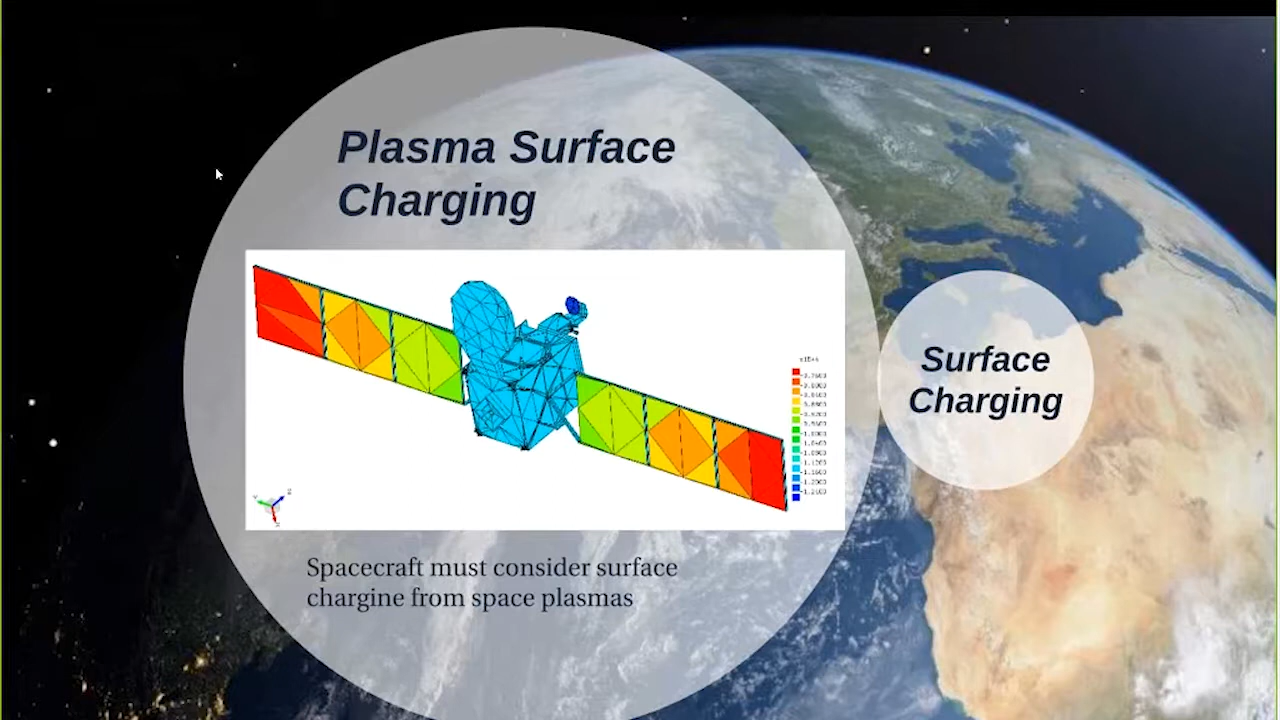 Plasma Surface
Charging
Surface
Charging
Spacecraft must consider surface
chargine from space plasmas